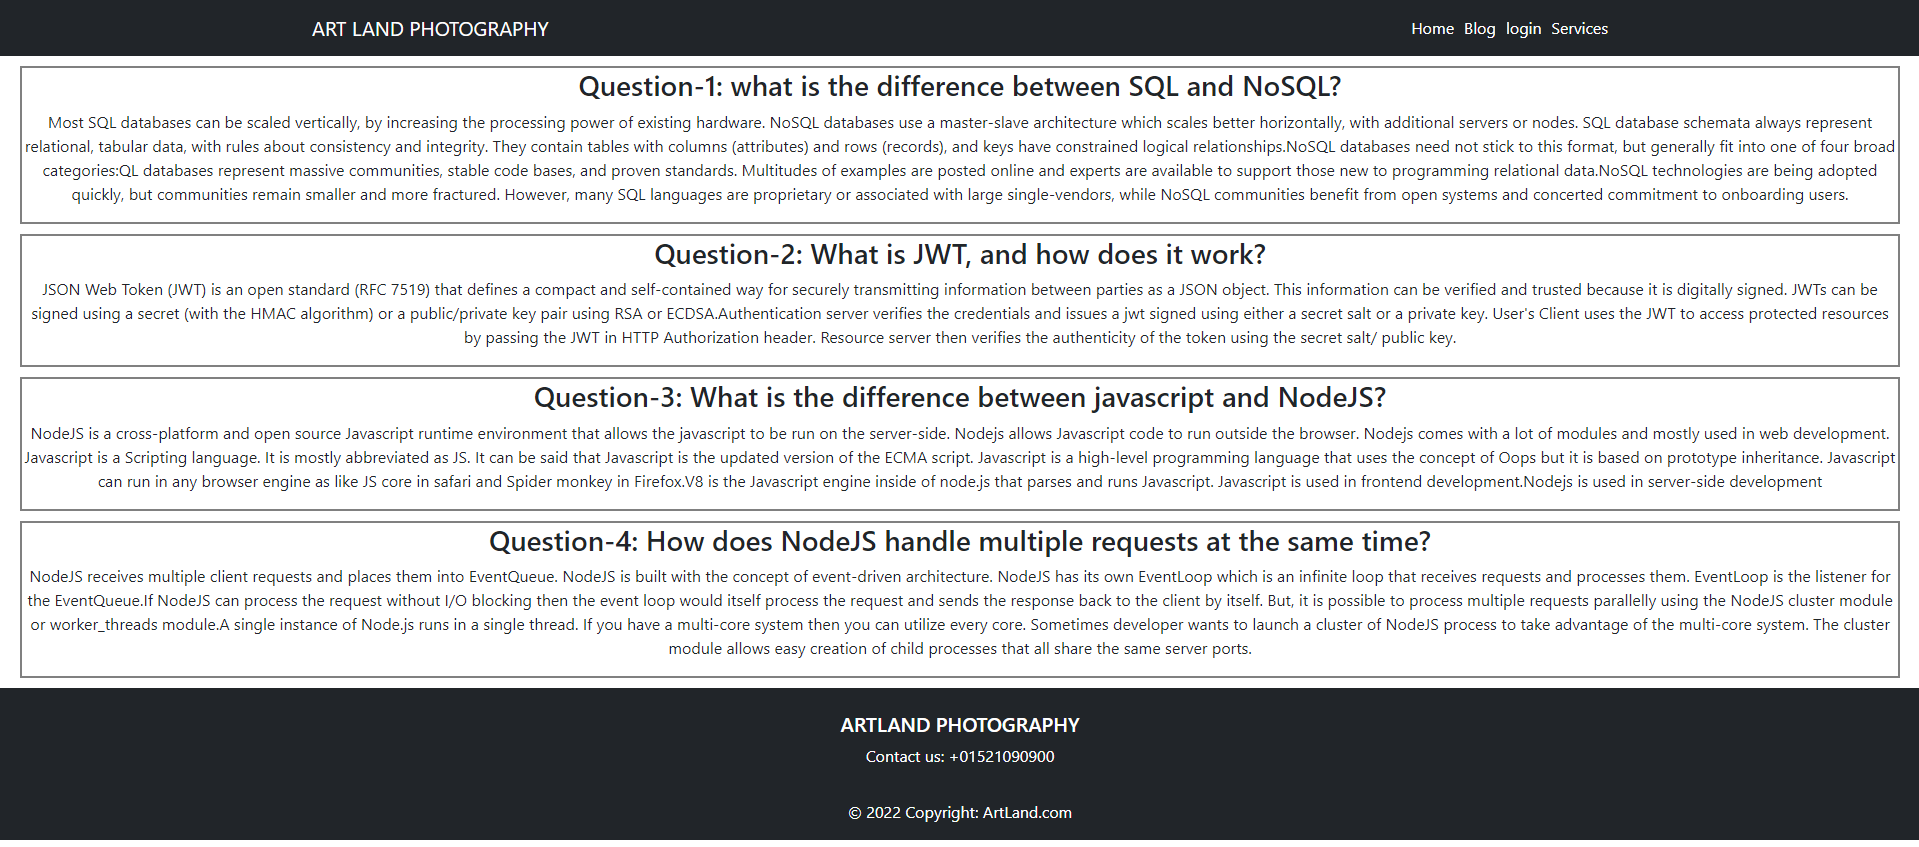 ART LAND PHOTOGRAPHY
Home Blog login Services
Question-1: what is the difference between SQL and NoSQL?
Most SQL databases can be scaled vertically, by increasing the processing power of existing hardware. NoSQL databases use a master-slave architecture which scales better horizontally, with additional servers or nodes. SQL database schemata always represent
relational, tabular data, with rules about consistency and integrity. They contain tables with columns (attributes) and rows (records), and keys have constrained logical relationships.NoSQL databases need not stick to this format, but generally fit into one of four broad
categories:QL databases represent massive communities, stable code bases, and proven standards. Multitudes of examples are posted online and experts are available to support those new to programming relational data.NoSQL technologies are being adopted
quickly, but communities remain smaller and more fractured. However, many SQL languages are proprietary or associated with large single-vendors, while NoSQL communities benefit from open systems and concerted commitment to onboarding users.
Question-2: What is JWT, and how does it work?
JSON Web Token (JWT) is an open standard (RFC 7519) that defines a compact and self-contained way for securely transmitting information between parties as a JSON object. This information can be verified and trusted because it is digitally signed. JWTs can be
signed using a secret (with the HMAC algorithm) or a public/private key pair using RSA or ECDSA.Authentication server verifies the credentials and issues a jwt signed using either a secret salt or a private key. User's Client uses the JWT to access protected resources
by passing the JWT in HTTP Authorization header. Resource server then verifies the authenticity of the token using the secret salt/ public key.
Question-3: What is the difference between javascript and NodeJS?
NodeJS is a cross-platform and open source Javascript runtime environment that allows the javascript to be run on the server-side. Nodejs allows Javascript code to run outside the browser. Nodejs comes with a lot of modules and mostly used in web development.
Javascript is a Scripting language. It is mostly abbreviated as JS. It can be said that Javascript is the updated version of the ECMA script. Javascript is a high-level programming language that uses the concept of Oops but it is based on prototype inheritance. Javascript
can run in any browser engine as like JS core in safari and Spider monkey in Firefox.V8 is the Javascript engine inside of node.js that parses and runs Javascript. Javascript is used in frontend development.Nodejs is used in server-side development
Question-4: How does NodeJS handle multiple requests at the same time?
NodeJS receives multiple client requests and places them into EventQueue. NodeJS is built with the concept of event-driven architecture. NodeJS has its own EventLoop which is an infinite loop that receives requests and processes them. EventLoop is the listener for
the EventQueue.If NodeJS can process the request without I/O blocking then the event loop would itself process the request and sends the response back to the client by itself. But, it is possible to process multiple requests parallelly using the NodeJS cluster module
or worker_threads module.A single instance of Node.js runs in a single thread. If you have a multi-core system then you can utilize every core. Sometimes developer wants to launch a cluster of NodeJS process to take advantage of the multi-core system. The cluster
module allows easy creation of child processes that all share the same server ports.
ARTLAND PHOTOGRAPHY
Contact us: +01521090900
© 2022 Copyright: ArtLand.com